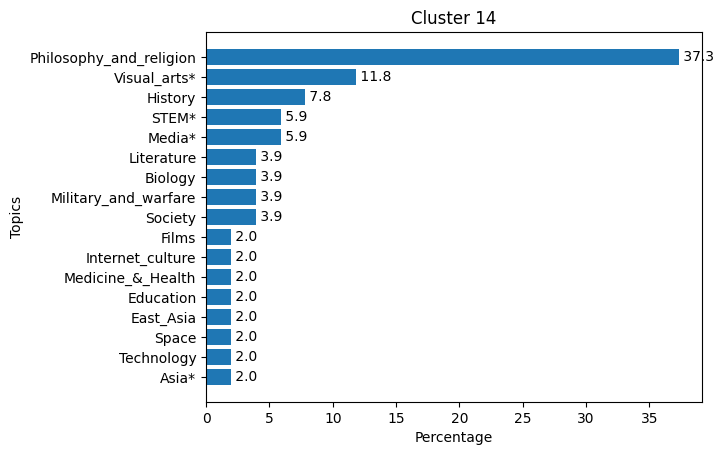 Cluster 14
Philosophy_and_religion 37.3
Visual_arts* 11.8
History 7.8
STEM* 5.9
Media* 5.9
Literature 3.9
Biology 3.9
Military_and_warfare 3.9
Society 3.9
Films 2.0
Internet_culture 2.0
Medicine_&_Health 2.0
Education 2.0
East_Asia 2.0
Space 2.0
Technology 2.0
Asia* 2.0
Topics
0 5 10 15 20 25 30 35
Percentage